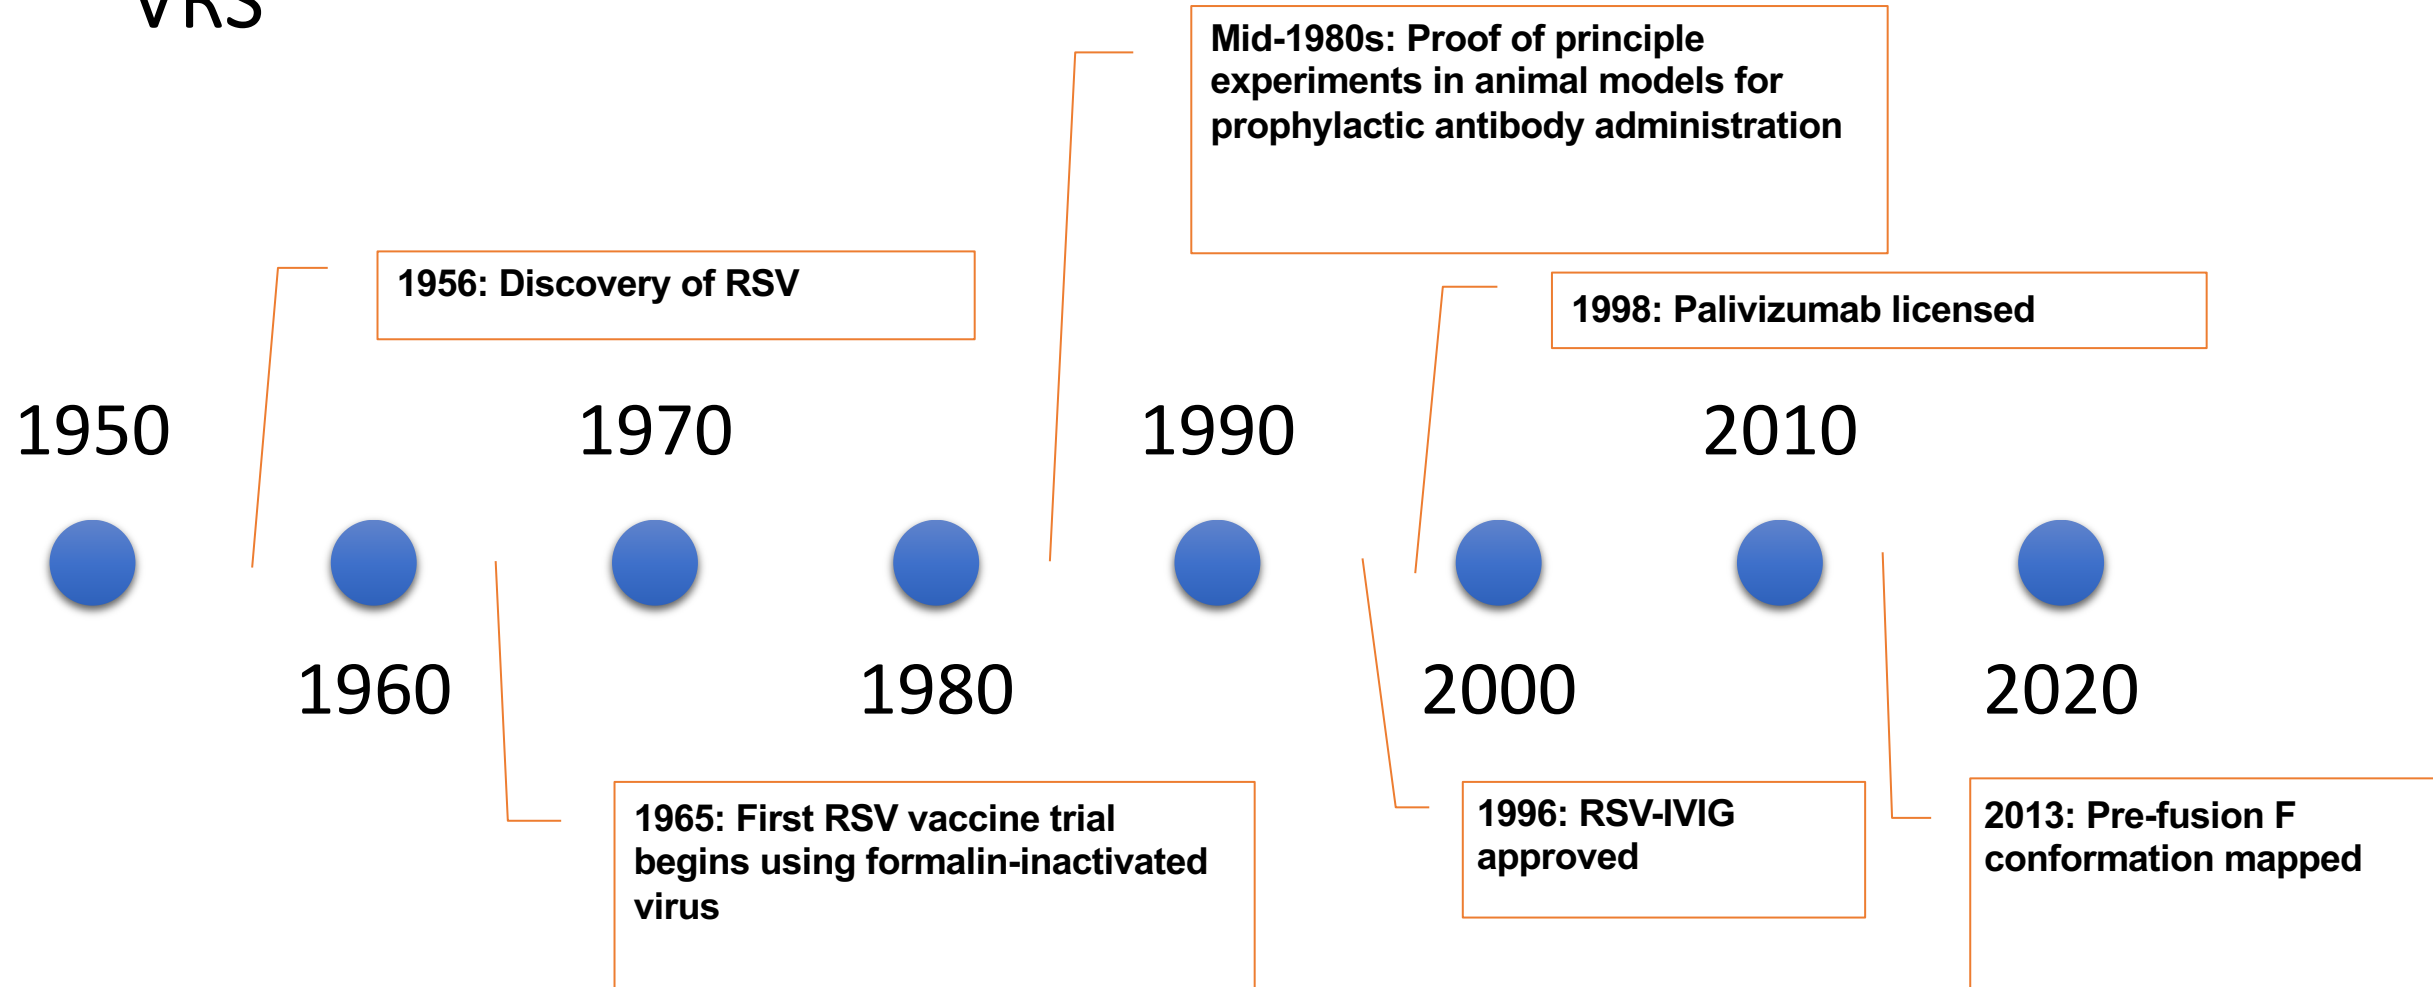 VRS
Mid-1980s: Proof of principle
experiments in animal models for
prophylactic antibody administration
1956: Discovery of RSV
1998: Palivizumab licensed
1950
1970
1990
2010
1960
1980
2000
2020
1965: First RSV vaccine trial
begins using formalin-inactivated
virus
1996: RSV-IVIG
approved
2013: Pre-fusion F
conformation mapped